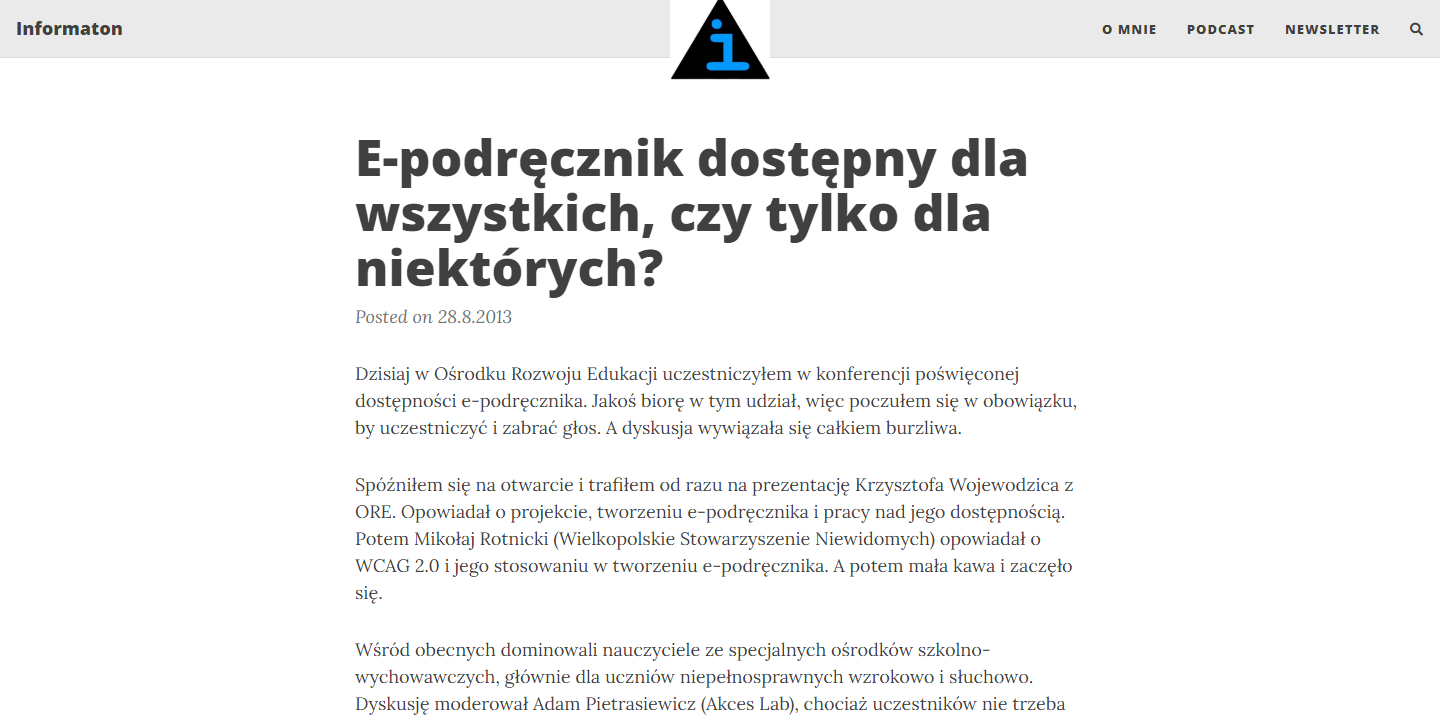 Informaton
i
O MNIE
PODCAST
NEWSLETTER
E-podręcznik dostępny dla
wszystkich, czy tylko dla
niektórych?
Posted on 28.8.2013
Dzisiaj w Ośrodku Rozwoju Edukacji uczestniczyłem w konferencji poświęconej
dostępności e-podręcznika. Jakoś biorę w tym udział, więc poczułem się w obowiązku,
by uczestniczyć i zabrać głos. A dyskusja wywiązała się całkiem burzliwa.
Spóźniłem się na otwarcie i trafiłem od razu na prezentację Krzysztofa Wojewodzica z
ORE. Opowiadał o projekcie, tworzeniu e-podręcznika i pracy nad jego dostępnością.
Potem Mikołaj Rotnicki (Wielkopolskie Stowarzyszenie Niewidomych) opowiadał o
WCAG 2.0 i jego stosowaniu w tworzeniu e-podręcznika. A potem mała kawa i zaczęło
się.
Wśród obecnych dominowali nauczyciele ze specjalnych ośrodków szkolno-
wychowawczych, głównie dla uczniów niepełnosprawnych wzrokowo i słuchowo.
Dyskusję moderował Adam Pietrasiewicz (Akces Lab), chociaż uczestników nie trzeba